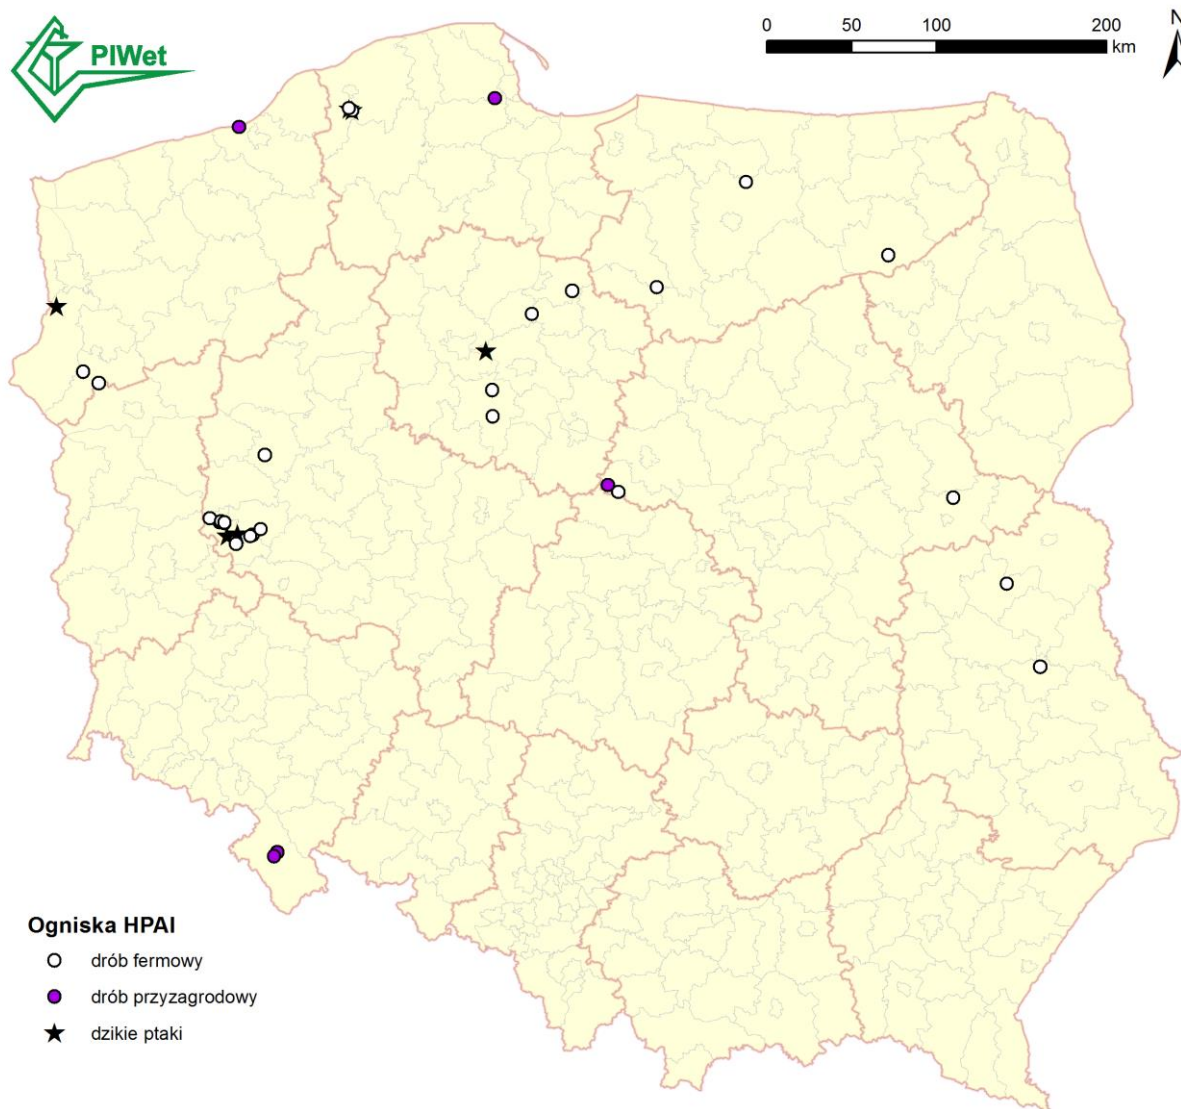 PIWet
0 50 100 200
km
N
Ogniska HPAI
drób fermowy
drób przyzagrodowy
dzikie ptaki